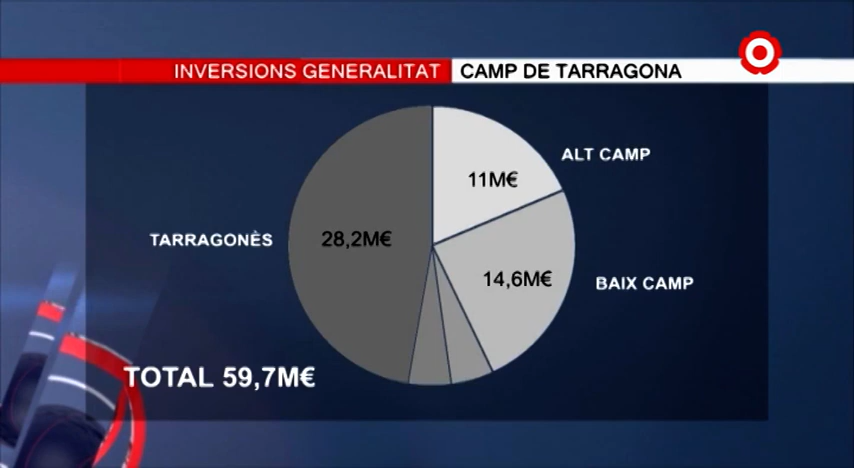 INVERSIONS GENERALITAT CAMP DE TARRAGONA
ALT CAMP
11M€
TARRAGONÈS
28,2M€
14,6M€
BAIX CAMP
TOTAL 59,7M€